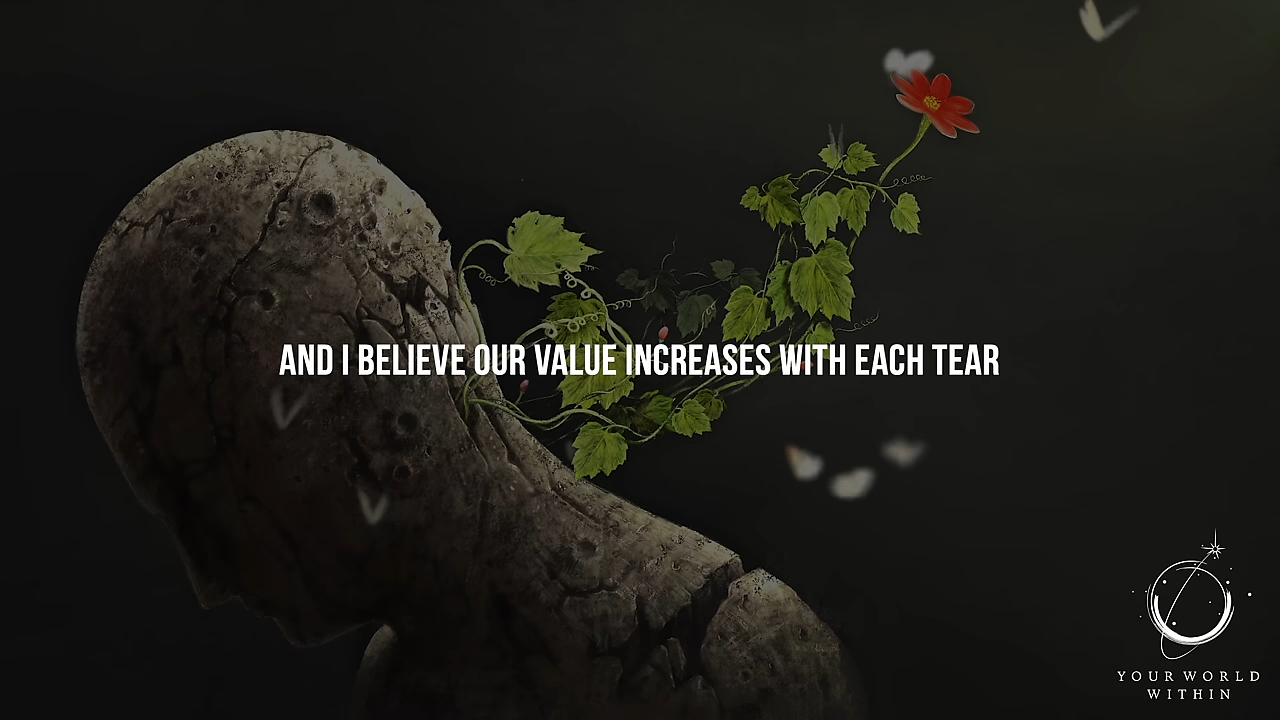 AND I BELIEVE OUR VALUE INCREASES WITH EACH TEAR
YOUR WORLD
WITHIN